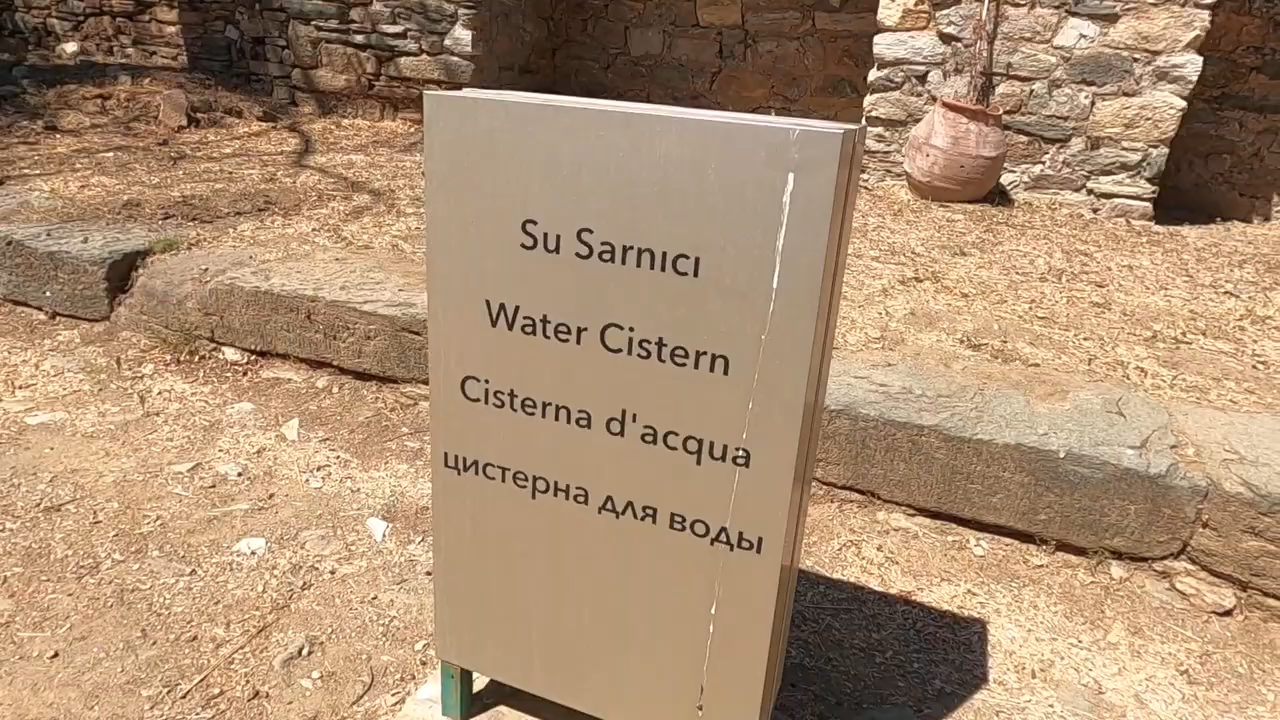 Su Sarnıcı
Water Cistern
Cisterna d'acqua
цистерна для воды